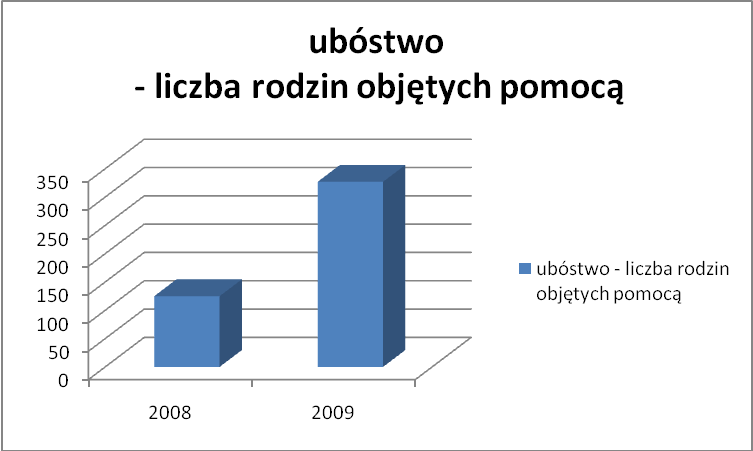 ubóstwo
- liczba rodzin objętych pomocą
350
300
250
200
150
100
50
0
2008
2009
ubóstwo - liczba rodzin
objętych pomocą